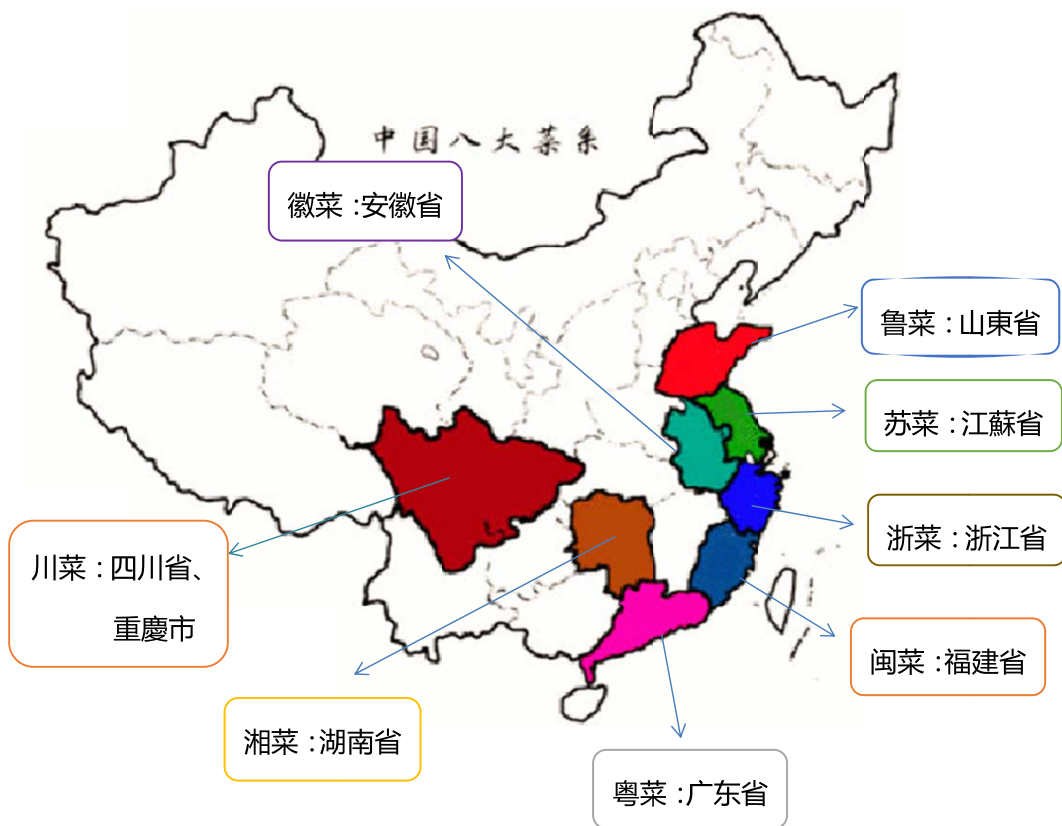 中国八大菜系
徽菜：安徽省
鲁菜：山東省
苏菜：江蘇省
浙菜：浙江省
川菜：四川省、
重慶市
闽菜：福建省
湘菜：湖南省
粤菜：广东省